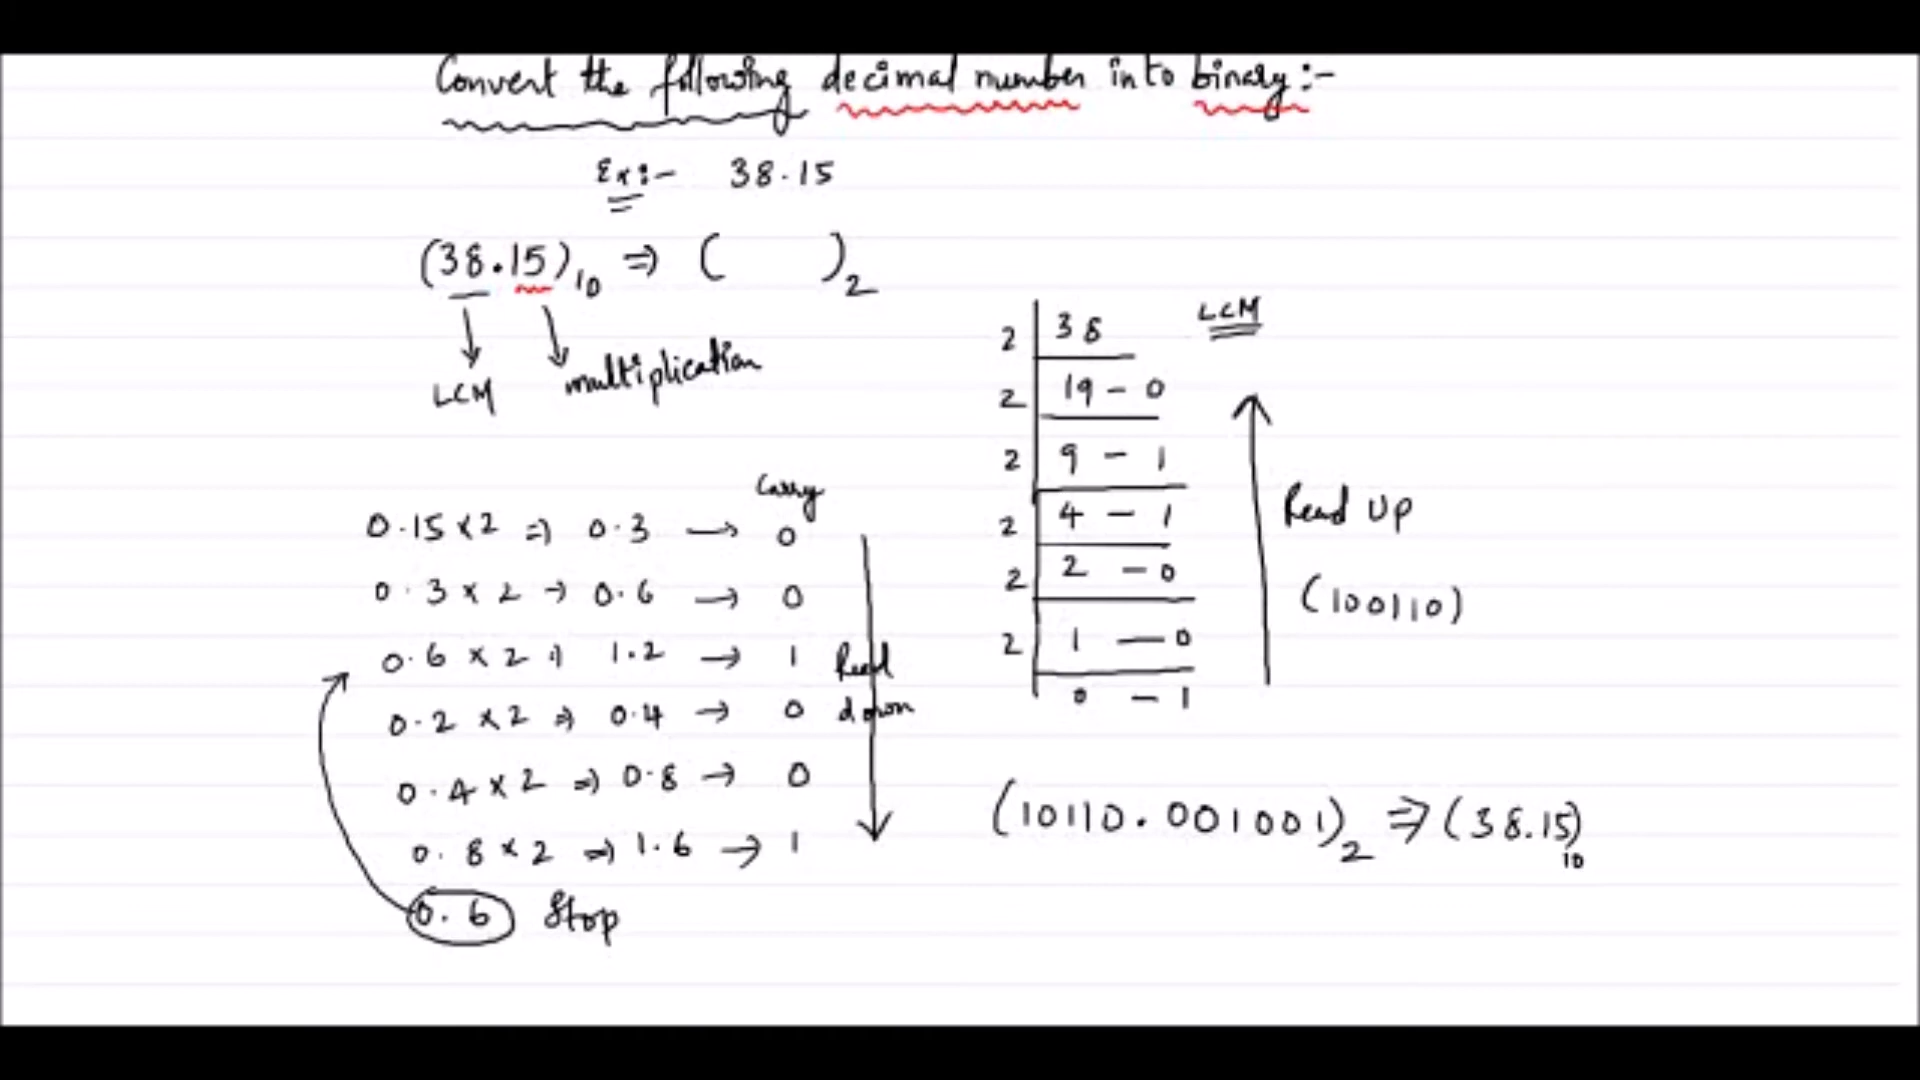 Convert the following decimal number into binary:-
Ex:- 38.15
(38.15)10 ⇒ ( )2
LCM
multiplication
Carry
0.15 x 2 ⇒ 0.3 → 0
0.3 x 2 → 0.6 → 0
0.6 x 2 ⇒ 1.2 → 1
0.2 x 2 ⇒ 0.4 → 0
0.4 x 2 ⇒ 0.8 → 0
0.8 x 2 ⇒ 1.6 → 1
0.6 Stop
Read
down
LCM
2 38
2 19 - 0
2 9 - 1
2 4 - 1
2 2 - 0
2 1 - 0
0 - 1
Read Up
(100110)
(10110.001001)2 ⇒ (38.15)10